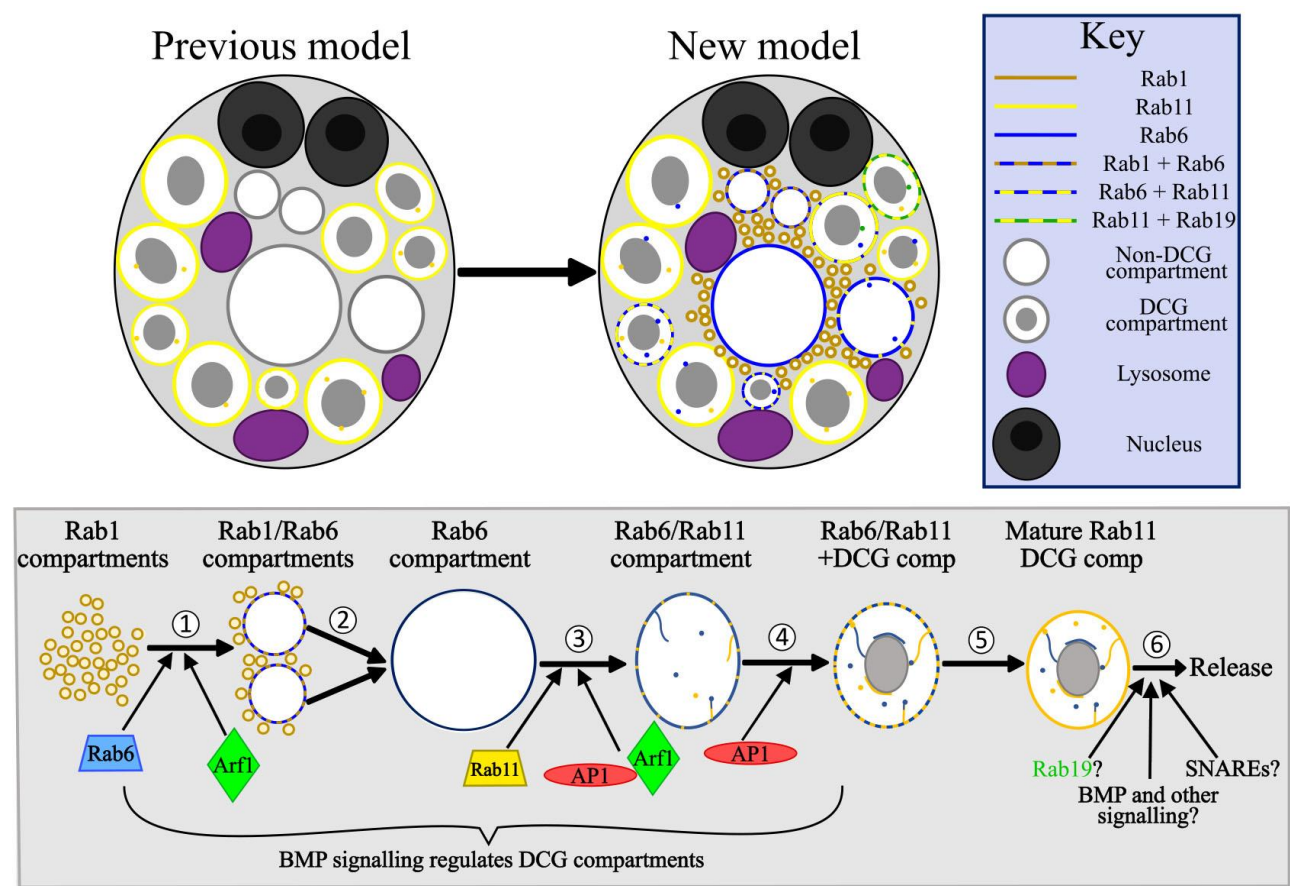 Previous model
New model
Key
Rab1
Rab11
Rab6
Rab1 + Rab6
Rab6 + Rab11
Rab11 + Rab19
Non-DCG
compartment
DCG
compartment
Lysosome
Nucleus
Rab1
compartments
Rab1/Rab6
compartments
Rab6
compartment
Rab6/Rab11
compartment
Rab6/Rab11
+DCG comp
Mature Rab11
DCG comp
1
2
3
4
5
6
Release
Rab6
Arf1
Rab11
AP1
Arf1
AP1
Rab19?
SNAREs?
BMP and other
signalling?
BMP signalling regulates DCG compartments